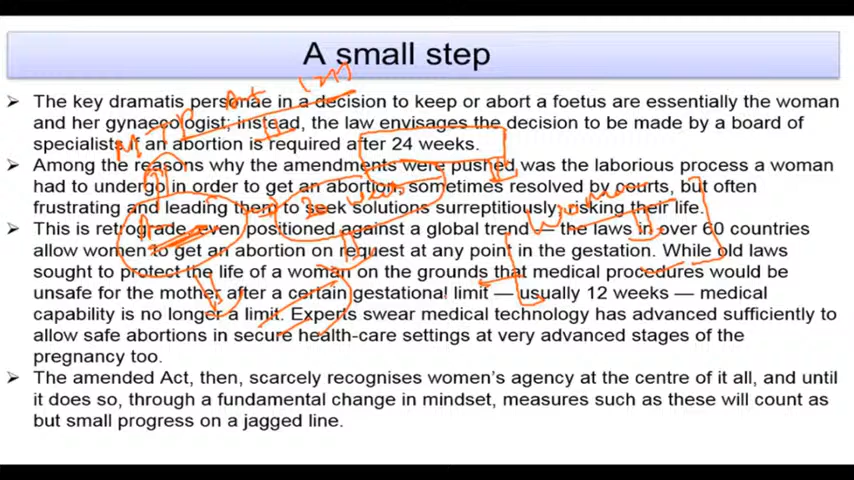 A small step
The key dramatis personae in a decision to keep or abort a foetus are essentially the woman
and her gynaecologist; instead, the law envisages the decision to be made by a board of
specialists if an abortion is required after 24 weeks.
Among the reasons why the amendments were pushed, was the laborious process a woman
had to undergo in order to get an abortion, sometimes resolved by courts, but often
frustrating and leading them to seek solutions surreptitiously, risking their life.
This is retrograde, even positioned against a global trend — the laws in over 60 countries
allow women to get an abortion on request at any point in the gestation. While old laws
sought to protect the life of a woman on the grounds that medical procedures would be
unsafe for the mother after a certain gestational limit — usually 12 weeks — medical
capability is no longer a limit. Experts swear medical technology has advanced sufficiently to
allow safe abortions in secure health-care settings at very advanced stages of the
pregnancy too.
The amended Act, then, scarcely recognises women's agency at the centre of it all, and until
it does so, through a fundamental change in mindset, measures such as these will count as
but small progress on a jagged line.
MTP Act
Woman